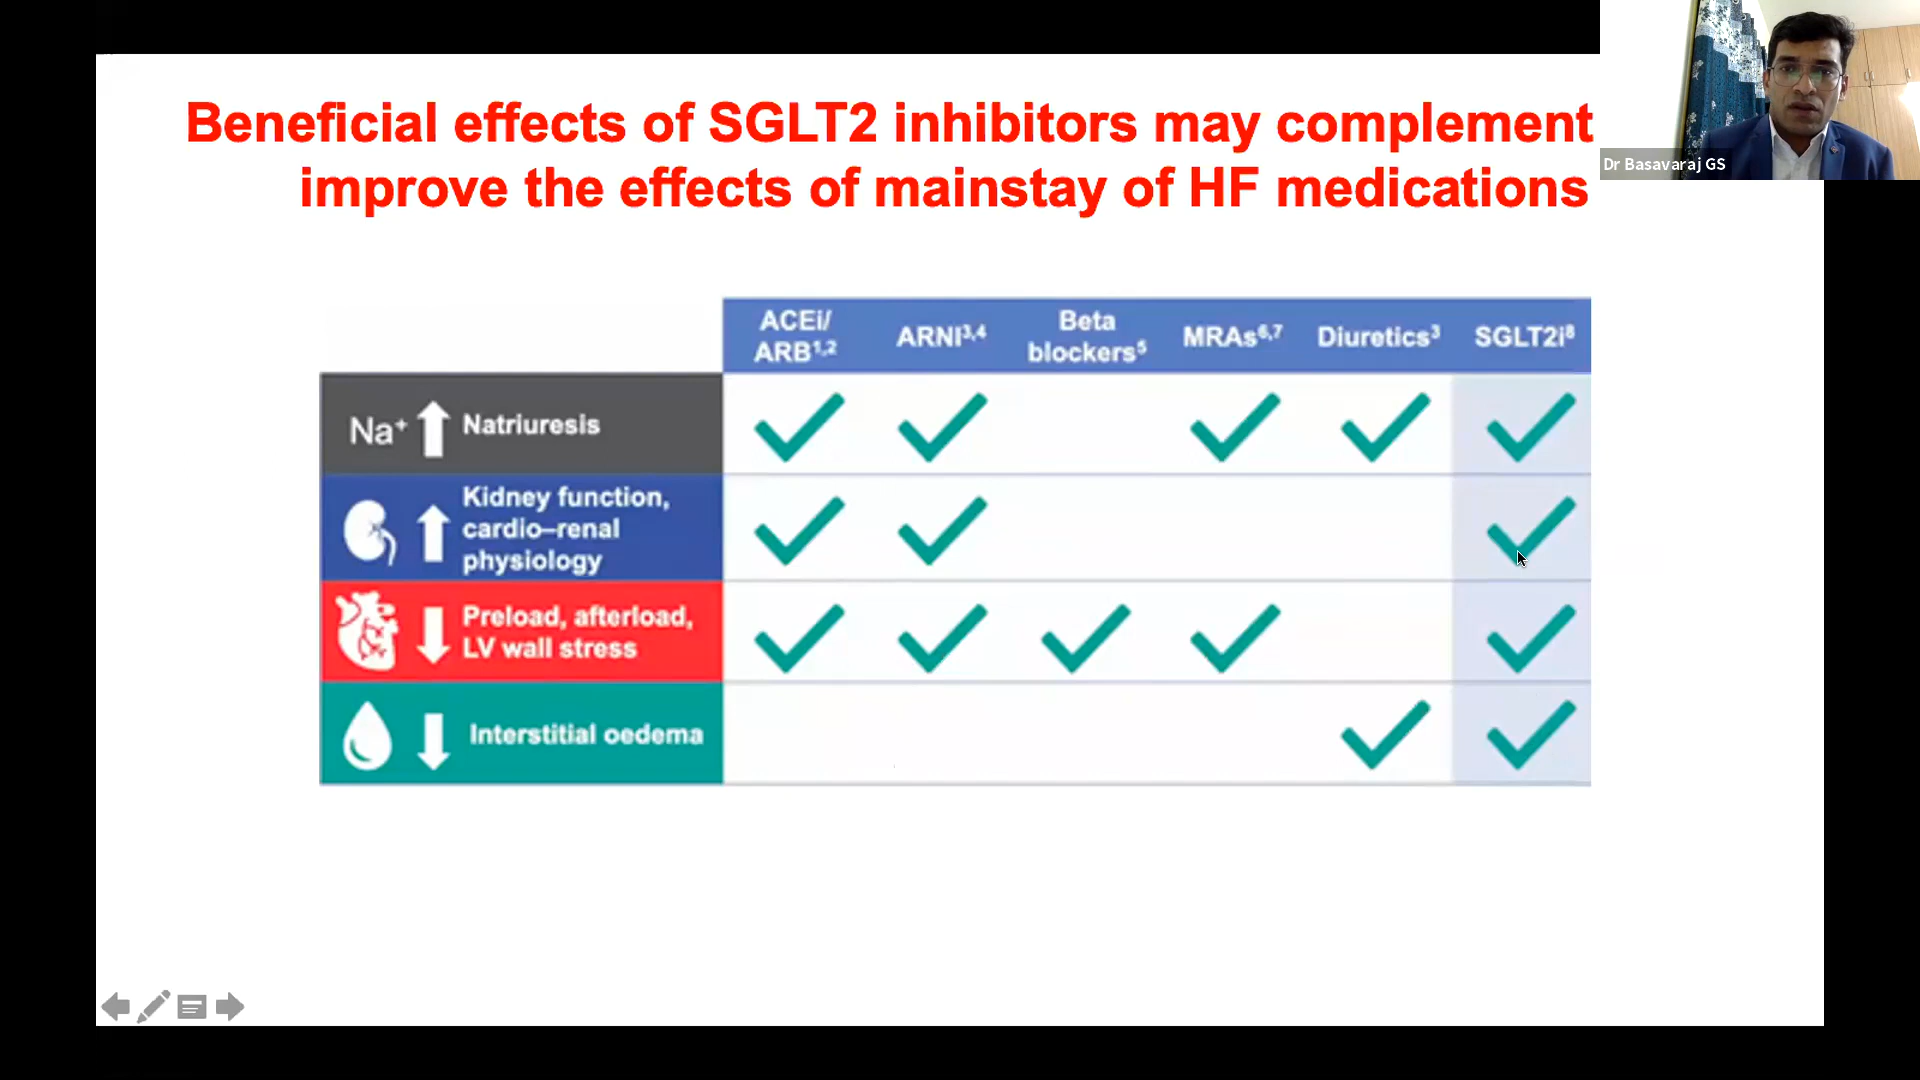 Beneficial effects of SGLT2 inhibitors may complement
improve the effects of mainstay of HF medications
Dr Basavaraj GS
ACEi/
ARB¹,²
ARNI³,⁴
Beta
blockers⁵
MRAs⁶,⁷
Diuretics³
SGLT2i⁸
Na⁺
Natriuresis
Kidney function,
cardio–renal
physiology
Preload, afterload,
LV wall stress
Interstitial oedema